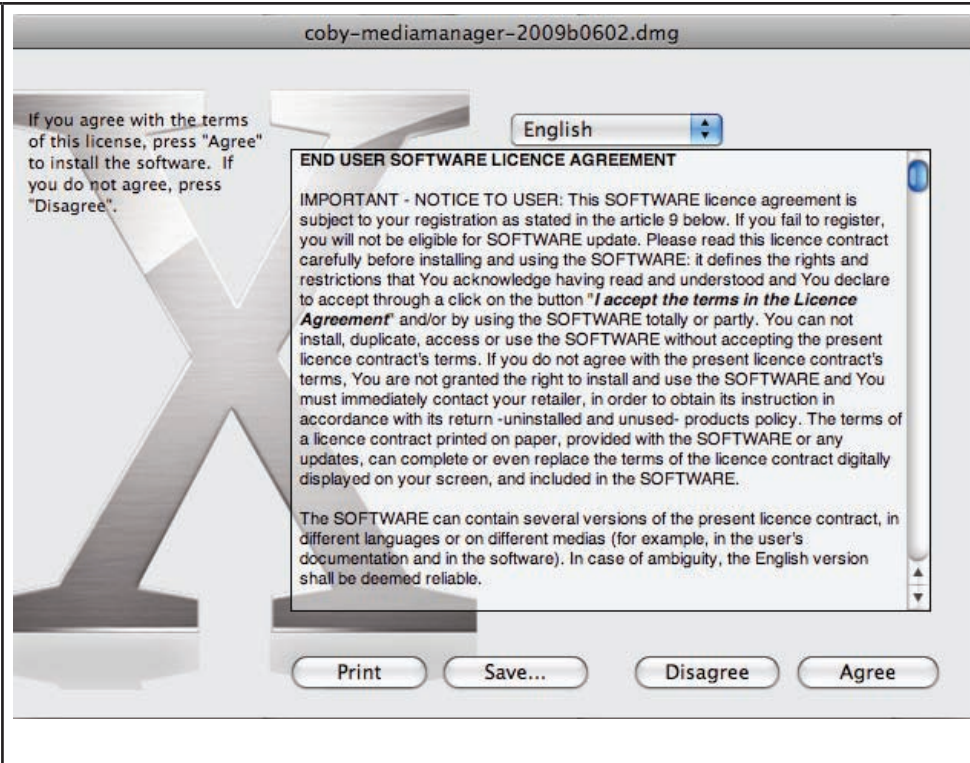 coby-mediamanager-2009b0602.dmg
If you agree with the terms
of this license, press "Agree"
to install the software.  If
you do not agree, press
"Disagree".
English
END USER SOFTWARE LICENCE AGREEMENT
IMPORTANT - NOTICE TO USER: This SOFTWARE licence agreement is
subject to your registration as stated in the article 9 below. If you fail to register,
you will not be eligible for SOFTWARE update. Please read this licence contract
carefully before installing and using the SOFTWARE: it defines the rights and
restrictions that You acknowledge having read and understood and You declare
to accept through a click on the button "I accept the terms in the Licence
Agreement" and/or by using the SOFTWARE totally or partly. You can not
install, duplicate, access or use the SOFTWARE without accepting the present
licence contract's terms. If you do not agree with the present licence contract's
terms, You are not granted the right to install and use the SOFTWARE and You
must immediately contact your retailer, in order to obtain its instruction in
accordance with its return -uninstalled and unused- products policy. The terms of
a licence contract printed on paper, provided with the SOFTWARE or any
updates, can complete or even replace the terms of the licence contract digitally
displayed on your screen, and included in the SOFTWARE.
The SOFTWARE can contain several versions of the present licence contract, in
different languages or on different medias (for example, in the user's
documentation and in the software). In case of ambiguity, the English version
shall be deemed reliable.
Print
Save...
Disagree
Agree